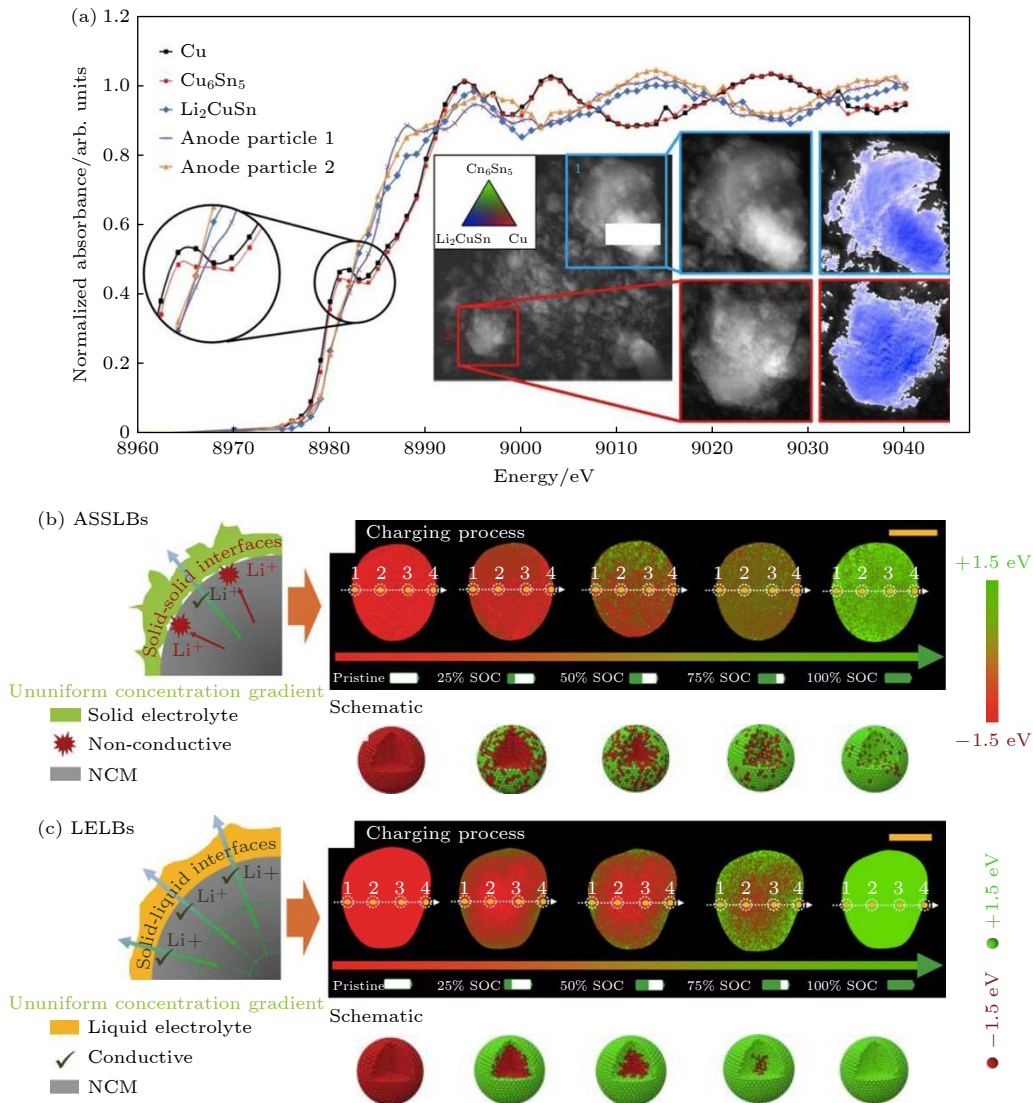 (a)
1.2
1.0
0.8
0.6
0.4
0.2
0
Normalized absorbance/arb. units
Cu
Cu₆Sn₅
Li₂CuSn
Anode particle 1
Anode particle 2
Cn₆Sn₅
Li₂CuSn Cu
1
2
8960 8970 8980 8990 9000 9010 9020 9030 9040
Energy/eV
(b) ASSLBs
Solid-solid interfaces
Li⁺
Li⁺
Li⁺
Ununiform concentration gradient
Solid electrolyte
Non-conductive
NCM
Charging process
1 2 3 4 1 2 3 4 1 2 3 4 1 2 3 4 1 2 3 4
Pristine 25% SOC 50% SOC 75% SOC 100% SOC
Schematic
+1.5 eV
−1.5 eV
(c) LELBs
Solid-liquid interfaces
Li⁺
Li⁺
Li+
Ununiform concentration gradient
Liquid electrolyte
Conductive
NCM
Charging process
1 2 3 4 1 2 3 4 1 2 3 4 1 2 3 4 1 2 3 4
Pristine 25% SOC 50% SOC 75% SOC 100% SOC
Schematic
+1.5 eV
−1.5 eV